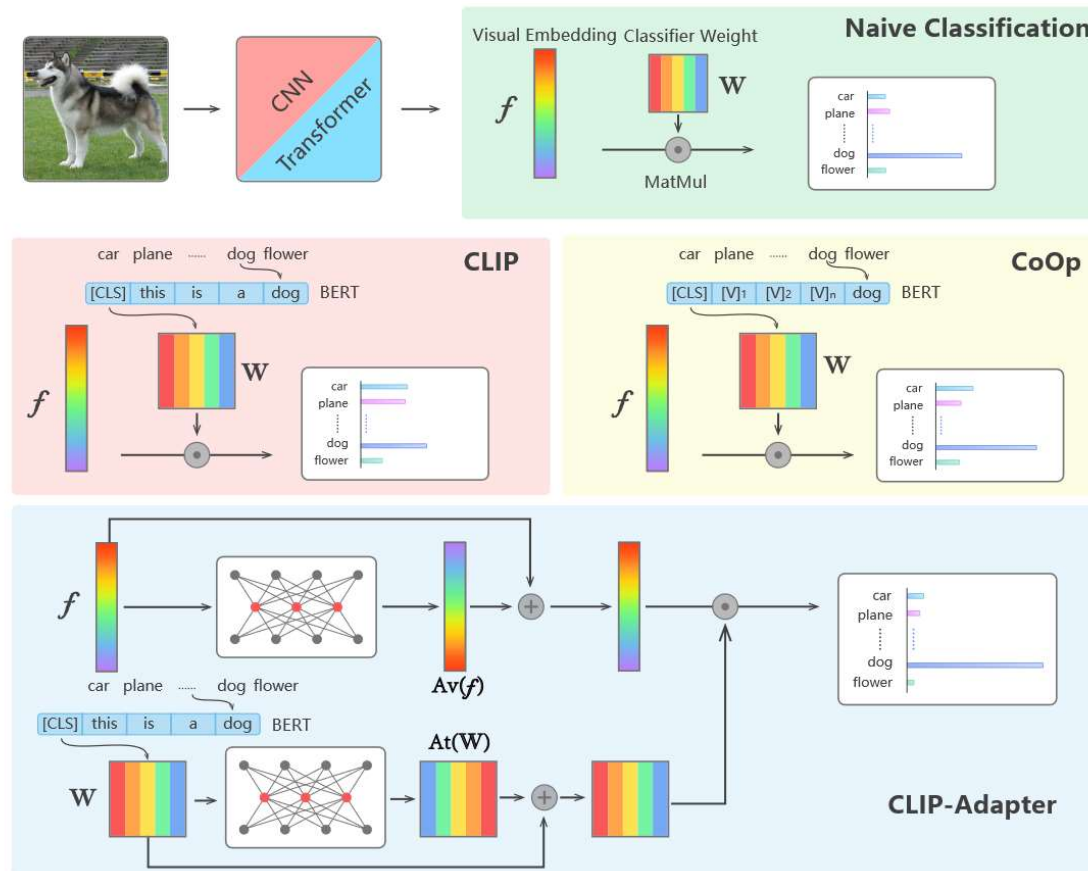 CNN
Transformer
Naive Classification
Visual Embedding
Classifier Weight
f
W
MatMul
car
plane
......
dog
flower
CLIP
car plane ...... dog flower
[CLS] this is a dog BERT
f
W
car
plane
......
dog
flower
CoOp
car plane ...... dog flower
[CLS] [V]₁ [V]₂ [V]ₙ dog BERT
f
W
car
plane
......
dog
flower
f
Av(f)
car plane ...... dog flower
[CLS] this is a dog BERT
W
At(W)
car
plane
......
dog
flower
CLIP-Adapter